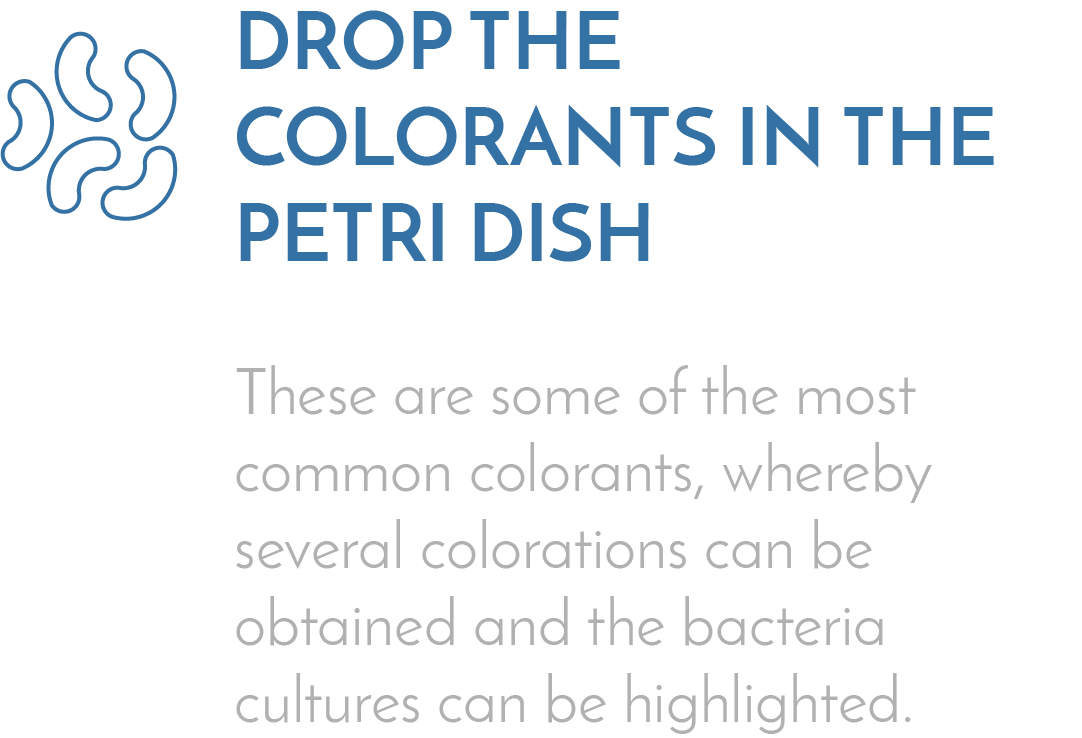 DROP THE
COLORANTS IN THE
PETRI DISH
These are some of the most
common colorants, whereby
several colorations can be
obtained and the bacteria
cultures can be highlighted.